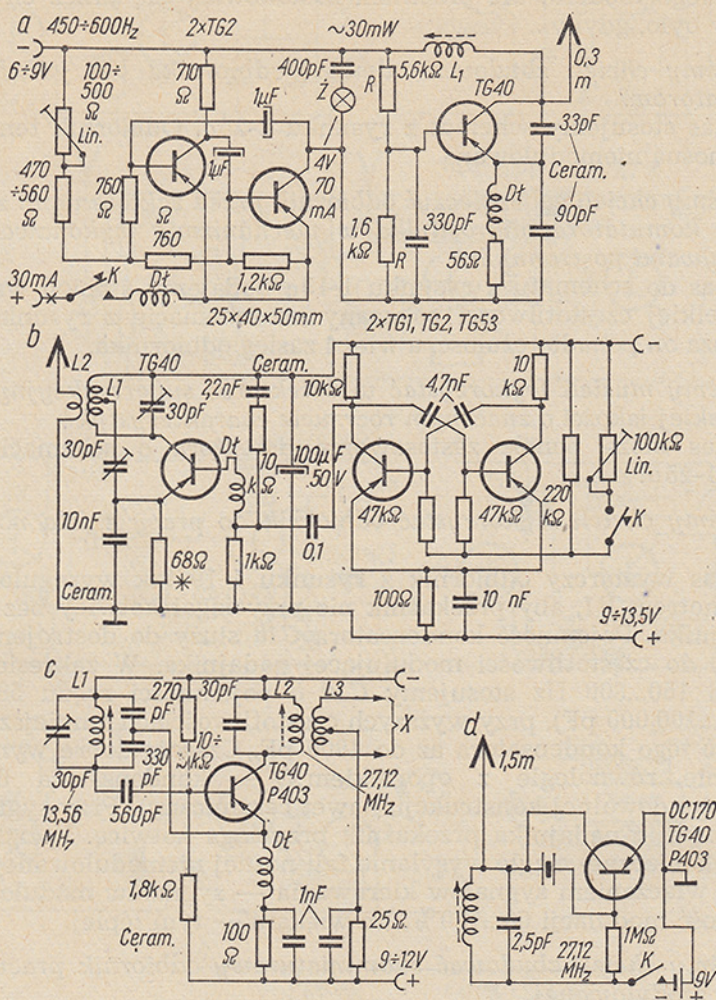 a
450÷600Hz
2×TG2
~30mW
−
6÷9V
100÷
500
Ω
Lin.
470
÷560
Ω
710
Ω
1μF
1μF
Ω
760
Ω
760
1,2kΩ
400pF
Ż
4V
70
mA
R
5,6kΩ
L1
TG40
0,3
m
33pF
Ceram.
90pF
Dł
56Ω
330pF
1,6
kΩ
R
30mA
+
K
Dł
25×40×50mm
2×TG1, TG2, TG53
b
L2
L1
TG40
30pF
30pF
10nF
Ceram.
68Ω
*
2,2nF
Ceram.
Dł
10
kΩ
1kΩ
100μF
50V
0,1
10kΩ
4,7nF
10
kΩ
−
47kΩ
47kΩ
220
kΩ
100kΩ
Lin.
K
100Ω
10 nF
9÷13,5V
+
c
L1
270
pF
330
pF
30pF
13,56
MHz
560pF
10÷
~kΩ
30pF
L2
L3
−
X
TG40
P403
27,12
MHz
Dł
1,8kΩ
Ceram.
100
Ω
1nF
25Ω
9÷12V
+
d
1,5m
OC170
TG40
P403
2,5pF
27,12
MHz
1MΩ
K
−
+
9V